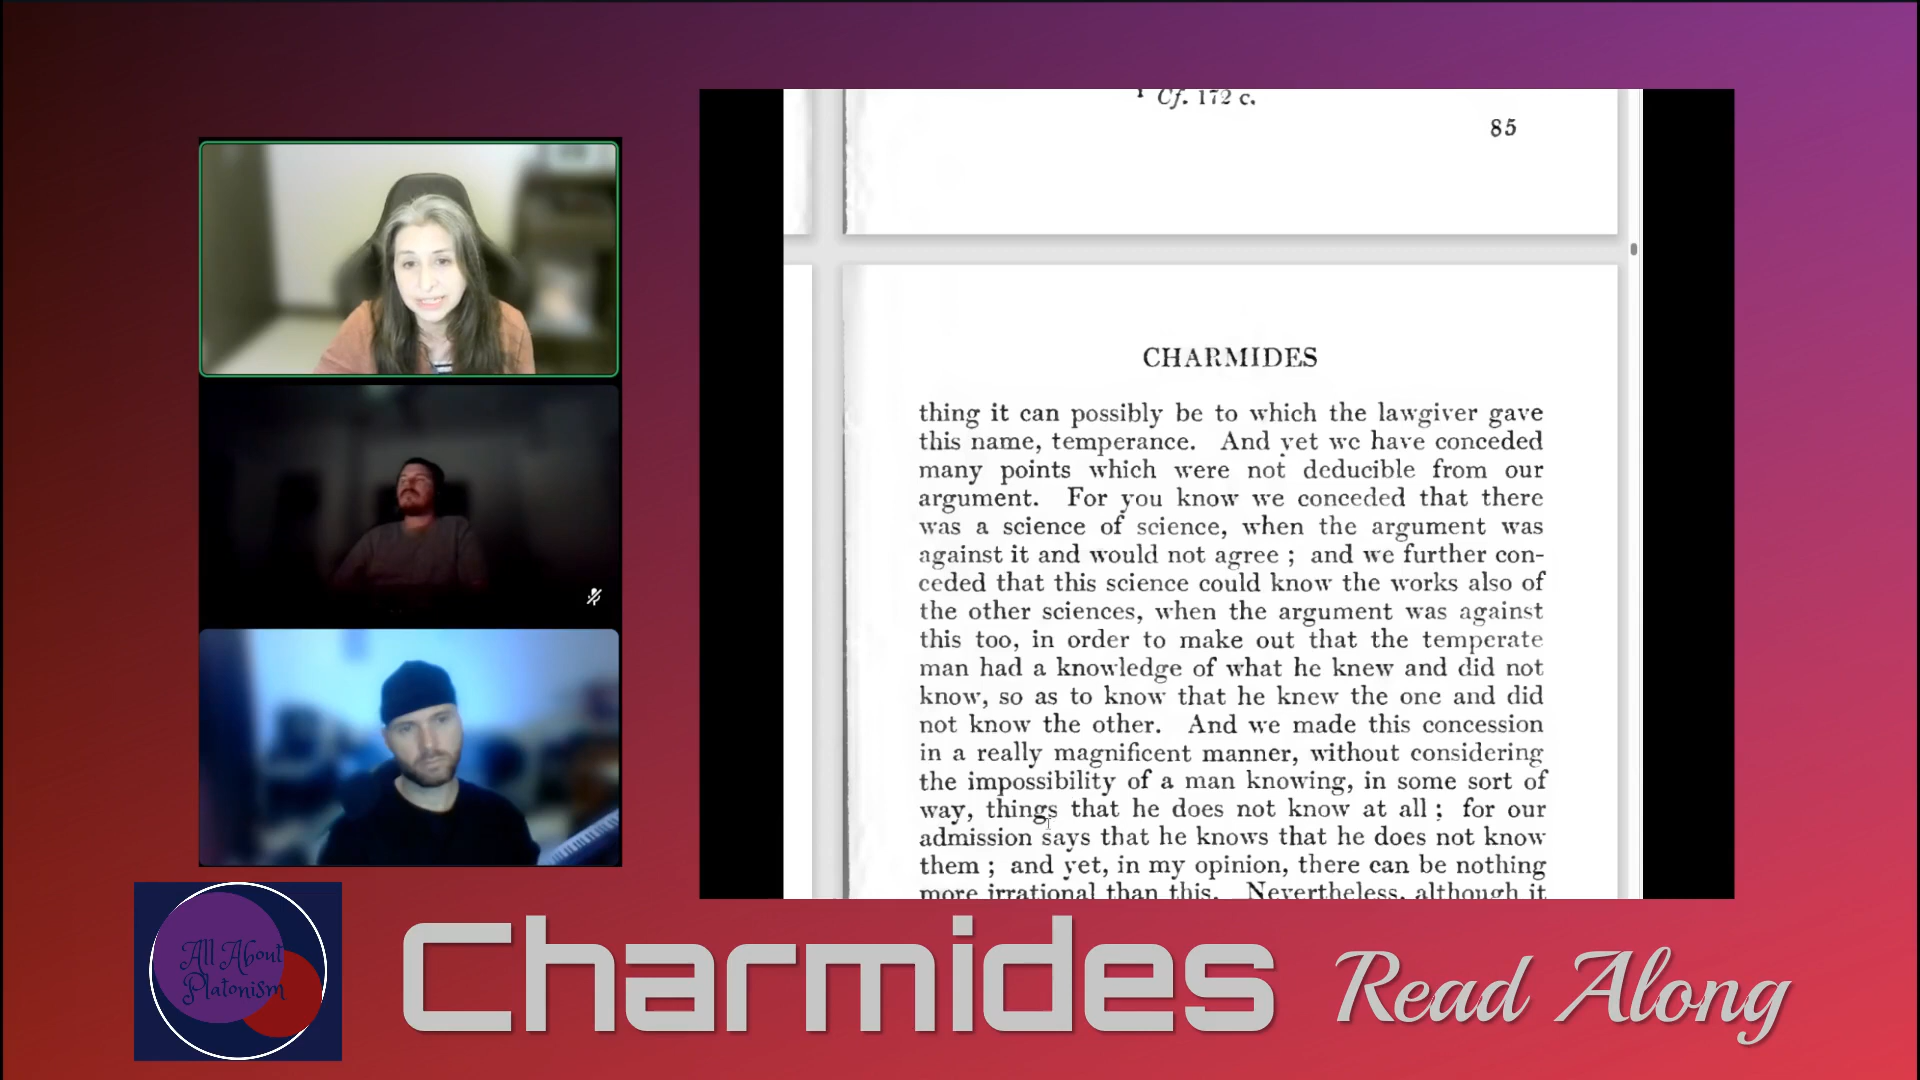 1 Cf. 172 c.
85
CHARMIDES
thing it can possibly be to which the lawgiver gave
this name, temperance. And yet we have conceded
many points which were not deducible from our
argument. For you know we conceded that there
was a science of science, when the argument was
against it and would not agree ; and we further con-
ceded that this science could know the works also of
the other sciences, when the argument was against
this too, in order to make out that the temperate
man had a knowledge of what he knew and did not
know, so as to know that he knew the one and did
not know the other. And we made this concession
in a really magnificent manner, without considering
the impossibility of a man knowing, in some sort of
way, things that he does not know at all ; for our
admission says that he knows that he does not know
them ; and yet, in my opinion, there can be nothing
more irrational than this. Nevertheless, although it
All About
Platonism
Charmides Read Along